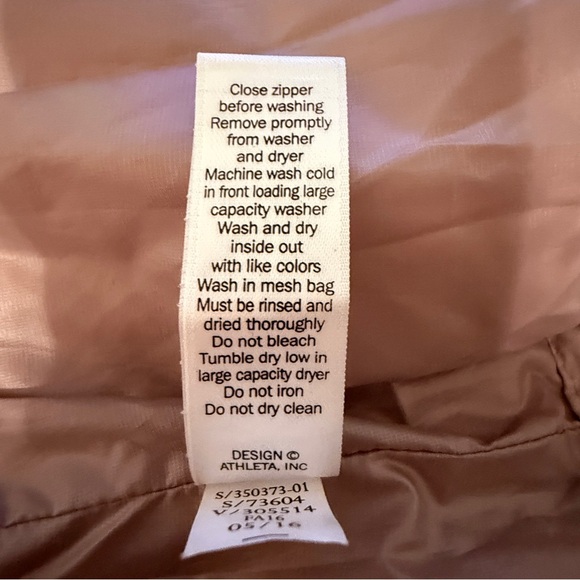 Close zipper
before washing
Remove promptly
from washer
and dryer
Machine wash cold
in front loading large
capacity washer
Wash and dry
inside out
with like colors
Wash in mesh bag
Must be rinsed and
dried thoroughly
Do not bleach
Tumble dry low in
large capacity dryer
Do not iron
Do not dry clean
DESIGN ©
ATHLETA, INC
S/350373-01
S/73604
V/305514
FA16
05/16